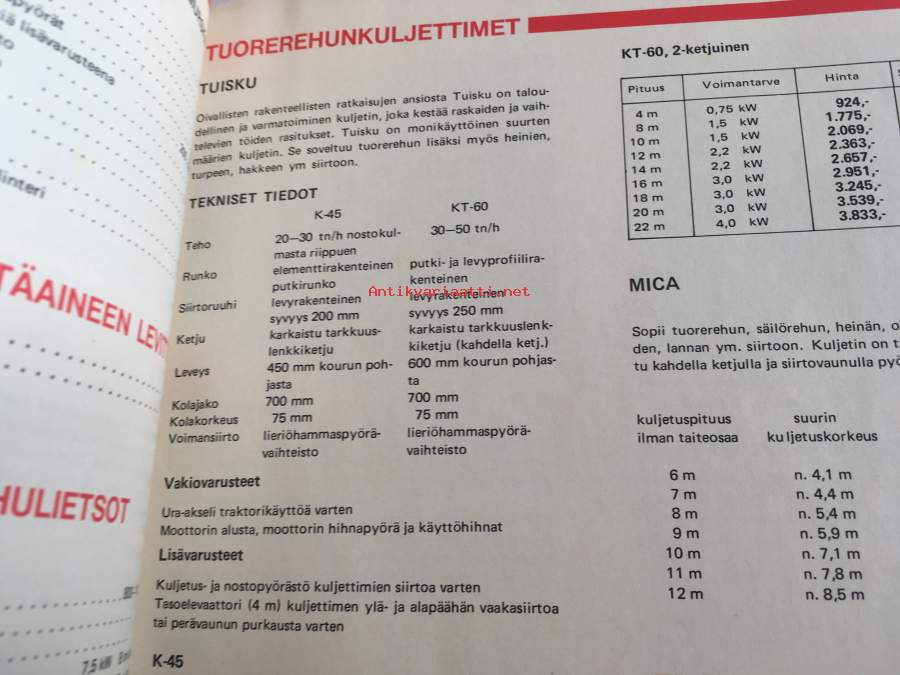 pyörät
iä lisävarusteena
linteri
TÄAINEEN LEVIT
HULIETSOT
7,5 kW
TUOREREHUNKULJETTIMET
TUISKU
Oivallisten rakenteellisten ratkaisujen ansiosta Tuisku on talou-
dellinen ja varmatoiminen kuljetin, joka kestää raskaiden ja vaih-
televien töiden rasitukset. Tuisku on monikäyttöinen suurten
määrien kuljetin. Se soveltuu tuorerehun lisäksi myös heinien,
turpeen, hakkeen ym siirtoon.
TEKNISET TIEDOT
K-45 KT-60
Teho 20—30 tn/h nostokul- 30—50 tn/h
masta riippuen
Runko elementtirakenteinen putki- ja levyprofiilira-
putkirunko kenteinen
Siirtoruuhi levyrakenteinen levyrakenteinen
syvyys 200 mm syvyys 250 mm
Ketju karkaistu tarkkuus- karkaistu tarkkuuslenk-
lenkkiketju kiketju (kahdella ketj.)
Leveys 450 mm kourun poh- 600 mm kourun pohjas-
jasta ta
Kolajako 700 mm 700 mm
Kolakorkeus 75 mm 75 mm
Voimansiirto lieriöhammaspyörä- lieriöhammaspyörä-
vaihteisto vaihteisto
Vakiovarusteet
Ura-akseli traktorikäyttöä varten
Moottorin alusta, moottorin hihnapyörä ja käyttöhihnat
Lisävarusteet
Kuljetus- ja nostopyörästö kuljettimien siirtoa varten
Tasoelevaattori (4 m) kuljettimen ylä- ja alapäähän vaakasiirtoa
tai perävaunun purkausta varten
K-45
KT-60, 2-ketjuinen
Pituus Voimantarve Hinta
4 m 0,75 kW 924,-
8 m 1,5 kW 1.775,-
10 m 1,5 kW 2.069,-
12 m 2,2 kW 2.363,-
14 m 2,2 kW 2.657,-
16 m 3,0 kW 2.951,-
18 m 3,0 kW 3.245,-
20 m 3,0 kW 3.539,-
22 m 4,0 kW 3.833,-
MICA
Sopii tuorerehun, säilörehun, heinän, o
den, lannan ym. siirtoon. Kuljetin on t
tu kahdella ketjulla ja siirtovaunulla pyö
kuljetuspituus suurin
ilman taiteosaa kuljetuskorkeus
6 m n. 4,1 m
7 m n. 4,4 m
8 m n. 5,4 m
9 m n. 5,9 m
10 m n. 7,1 m
11 m n. 7,8 m
12 m n. 8,5 m
Antikvariaatti.net